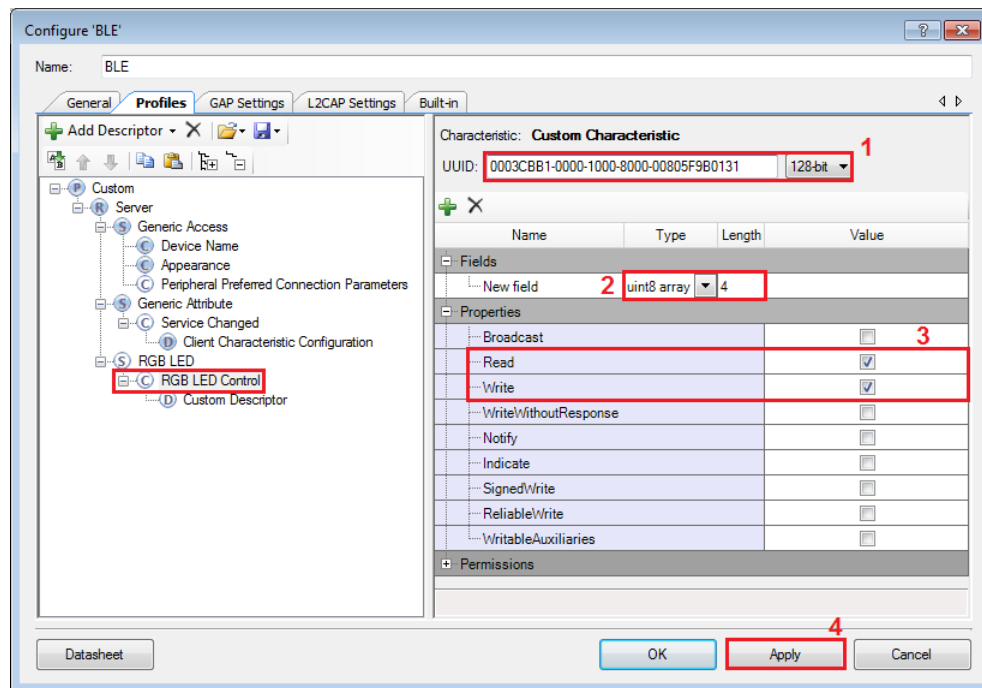 Configure 'BLE'
Name: BLE
General Profiles GAP Settings L2CAP Settings Built-in
Add Descriptor
Custom
Server
Generic Access
Device Name
Appearance
Peripheral Preferred Connection Parameters
Generic Attribute
Service Changed
Client Characteristic Configuration
RGB LED
RGB LED Control
Custom Descriptor
Characteristic: Custom Characteristic
1
UUID: 0003CBB1-0000-1000-8000-00805F9B0131 128-bit
Name Type Length Value
Fields
New field 2 uint8 array 4
Properties
Broadcast 3
Read
Write
WriteWithoutResponse
Notify
Indicate
SignedWrite
ReliableWrite
WritableAuxiliaries
Permissions
4
Datasheet OK Apply Cancel